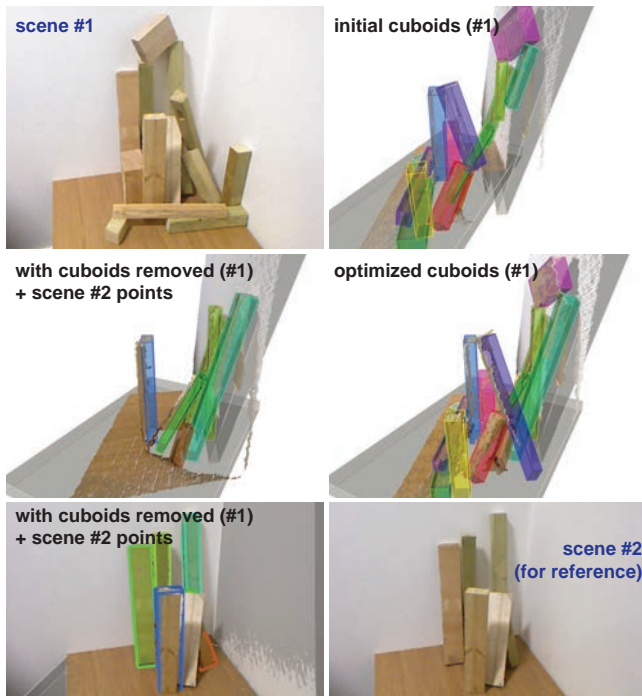 scene #1
initial cuboids (#1)
with cuboids removed (#1)
+ scene #2 points
optimized cuboids (#1)
with cuboids removed (#1)
+ scene #2 points
scene #2
(for reference)